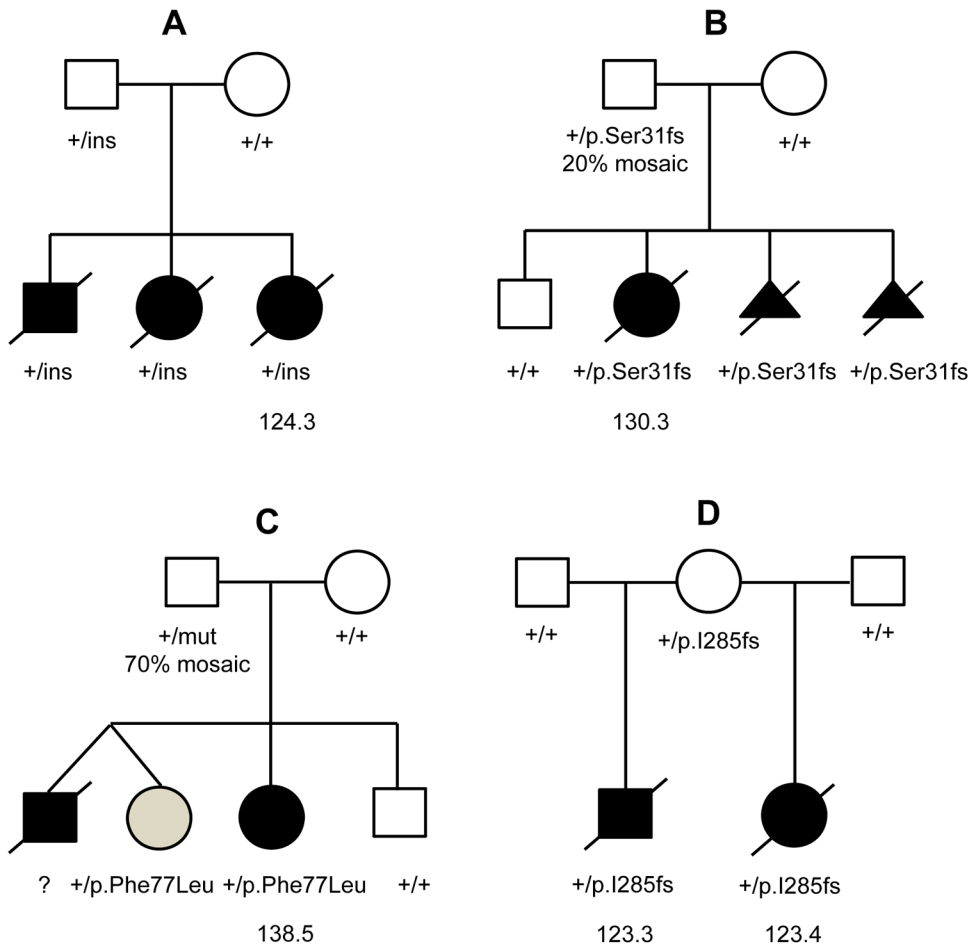 A
B
+/ins
+/+
+/p.Ser31fs
20% mosaic
+/+
+/ins
+/ins
+/ins
+/+
+/p.Ser31fs
+/p.Ser31fs
+/p.Ser31fs
124.3
130.3
C
D
+/mut
70% mosaic
+/+
+/+
+/p.I285fs
+/+
?
+/p.Phe77Leu
+/p.Phe77Leu
+/+
+/p.I285fs
+/p.I285fs
138.5
123.3
123.4